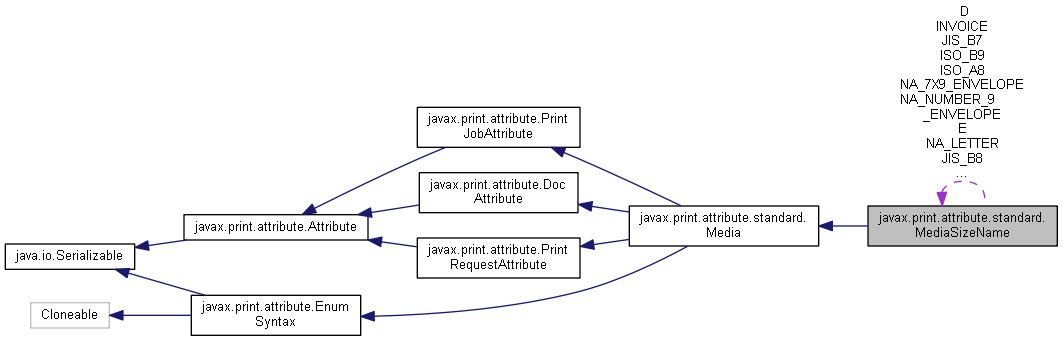 D
INVOICE
JIS_B7
ISO_B9
ISO_A8
NA_7X9_ENVELOPE
NA_NUMBER_9
_ENVELOPE
E
NA_LETTER
JIS_B8
...
javax.print.attribute.Print
JobAttribute
javax.print.attribute.Doc
Attribute
javax.print.attribute.standard.
Media
javax.print.attribute.standard.
MediaSizeName
javax.print.attribute.Attribute
javax.print.attribute.Print
RequestAttribute
java.io.Serializable
javax.print.attribute.Enum
Syntax
Cloneable